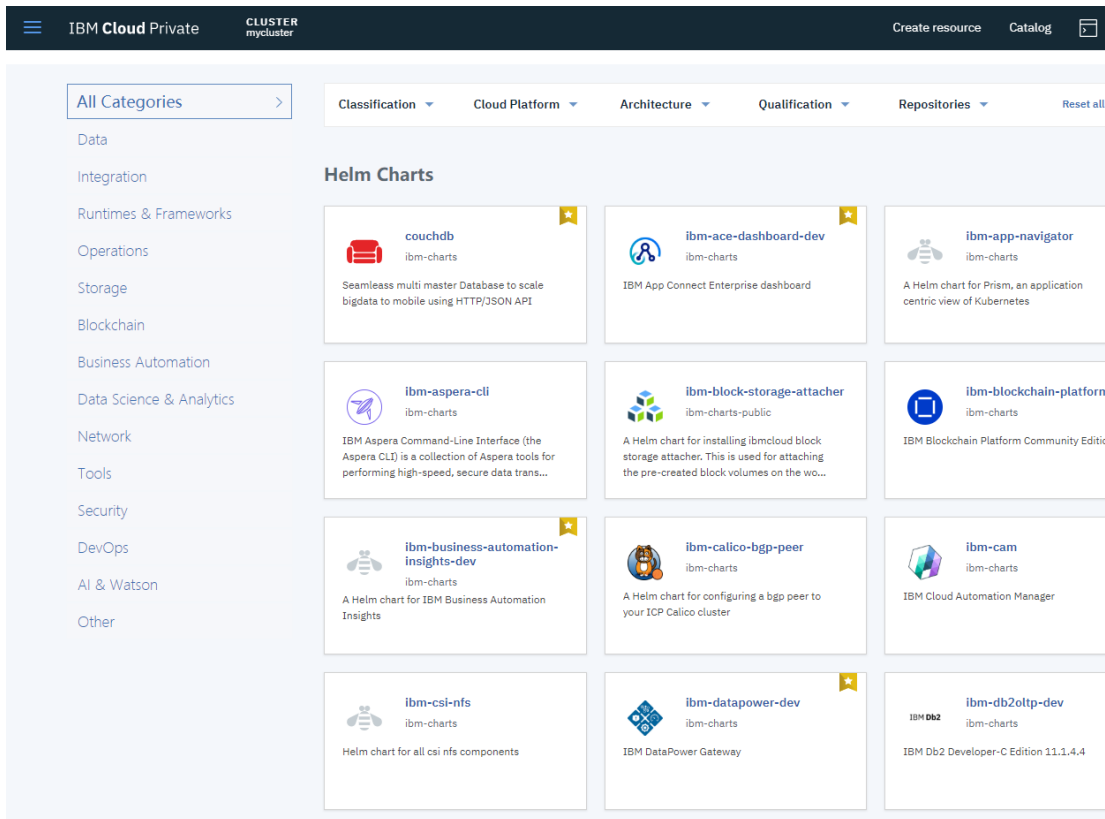 IBM Cloud Private
CLUSTER
mycluster
Create resource
Catalog
All Categories
Data
Integration
Runtimes & Frameworks
Operations
Storage
Blockchain
Business Automation
Data Science & Analytics
Network
Tools
Security
DevOps
AI & Watson
Other
Classification
Cloud Platform
Architecture
Qualification
Repositories
Reset all
Helm Charts
couchdb
ibm-charts
Seamleass multi master Database to scale
bigdata to mobile using HTTP/JSON API
ibm-ace-dashboard-dev
ibm-charts
IBM App Connect Enterprise dashboard
ibm-app-navigator
ibm-charts
A Helm chart for Prism, an application
centric view of Kubernetes
ibm-aspera-cli
ibm-charts
IBM Aspera Command-Line Interface (the
Aspera CLI) is a collection of Aspera tools for
performing high-speed, secure data trans...
ibm-block-storage-attacher
ibm-charts-public
A Helm chart for installing ibmcloud block
storage attacher. This is used for attaching
the pre-created block volumes on the wo...
ibm-blockchain-platform
ibm-charts
IBM Blockchain Platform Community Editio
ibm-business-automation-
insights-dev
ibm-charts
A Helm chart for IBM Business Automation
Insights
ibm-calico-bgp-peer
ibm-charts
A Helm chart for configuring a bgp peer to
your ICP Calico cluster
ibm-cam
ibm-charts
IBM Cloud Automation Manager
ibm-csi-nfs
ibm-charts
Helm chart for all csi nfs components
ibm-datapower-dev
ibm-charts
IBM DataPower Gateway
IBM Db2
ibm-db2oltp-dev
ibm-charts
IBM Db2 Developer-C Edition 11.1.4.4